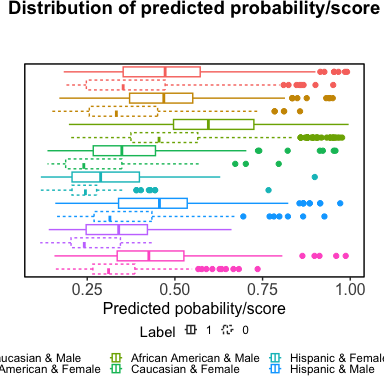 Distribution of predicted probability/score
0.25 0.50 0.75 1.00
Predicted pobability/score
Label 1 0
ucasian & Male African American & Male Hispanic & Female
American & Female Caucasian & Female Hispanic & Male